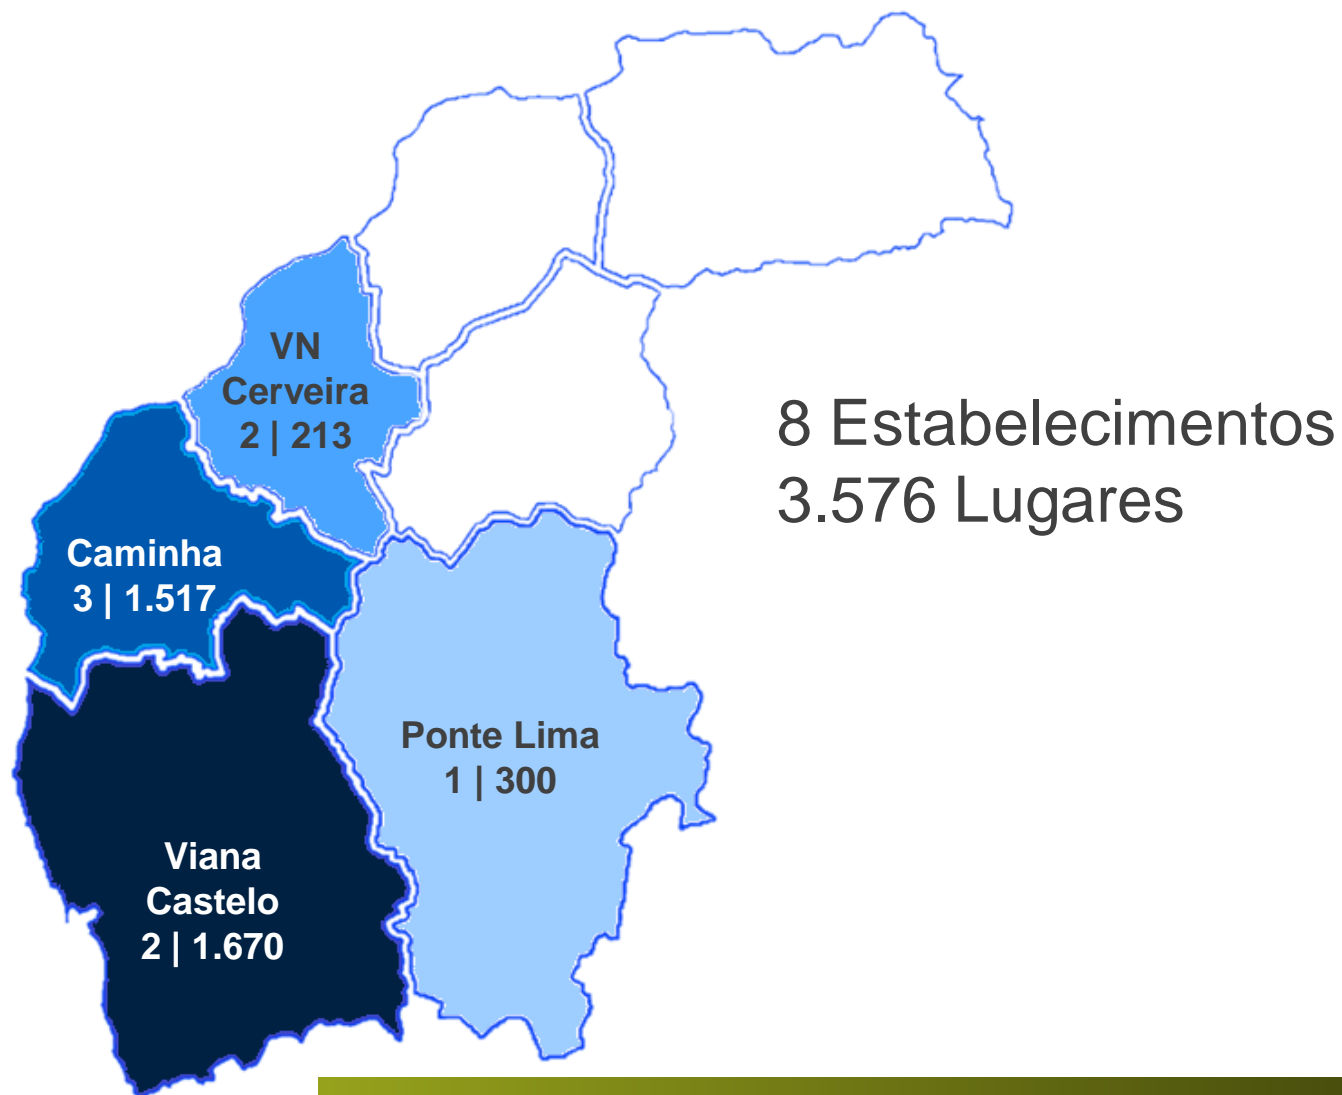 VN
Cerveira
2 | 213
8 Estabelecimentos
3.576 Lugares
Caminha
3 | 1.517
Ponte Lima
1 | 300
Viana
Castelo
2 | 1.670